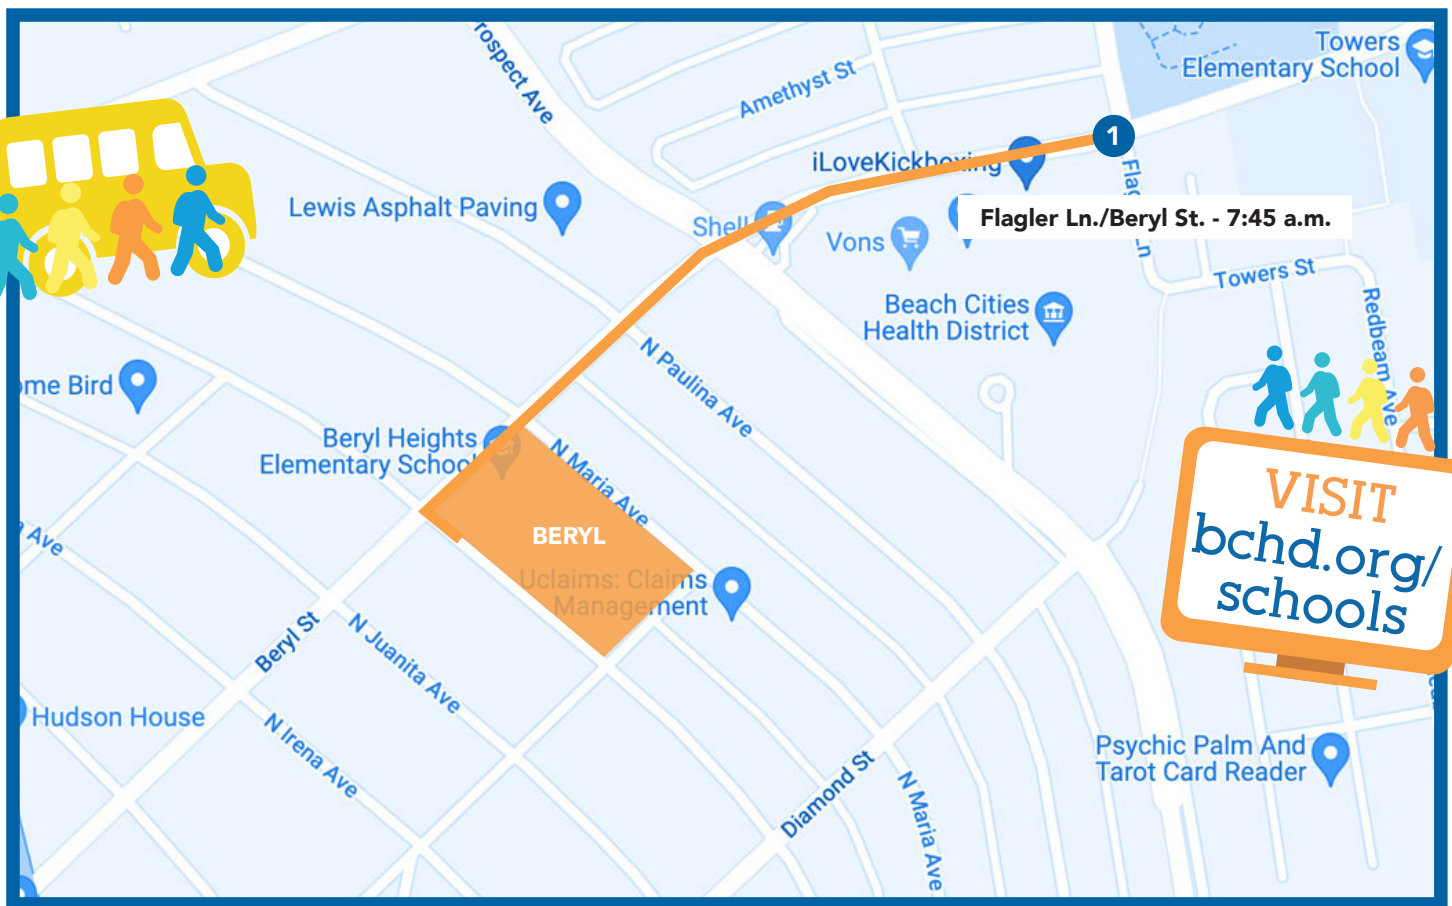 Towers
Elementary School
rospect Ave
Amethyst St
1
iLoveKickboxing
Flagler Ln./Beryl St. - 7:45 a.m.
Lewis Asphalt Paving
Shell
Vons
Ln
Towers St
Beach Cities
Health District
Redbeam Ave
N Paulina Ave
ome Bird
Beryl Heights
Elementary School
N Maria Ave
VISIT
bchd.org/
schools
BERYL
Ave
Uclaims: Claims
Management
Beryl St
N Juanita Ave
Hudson House
N Irena Ave
Psychic Palm And
Tarot Card Reader
Diamond St
N Maria Ave